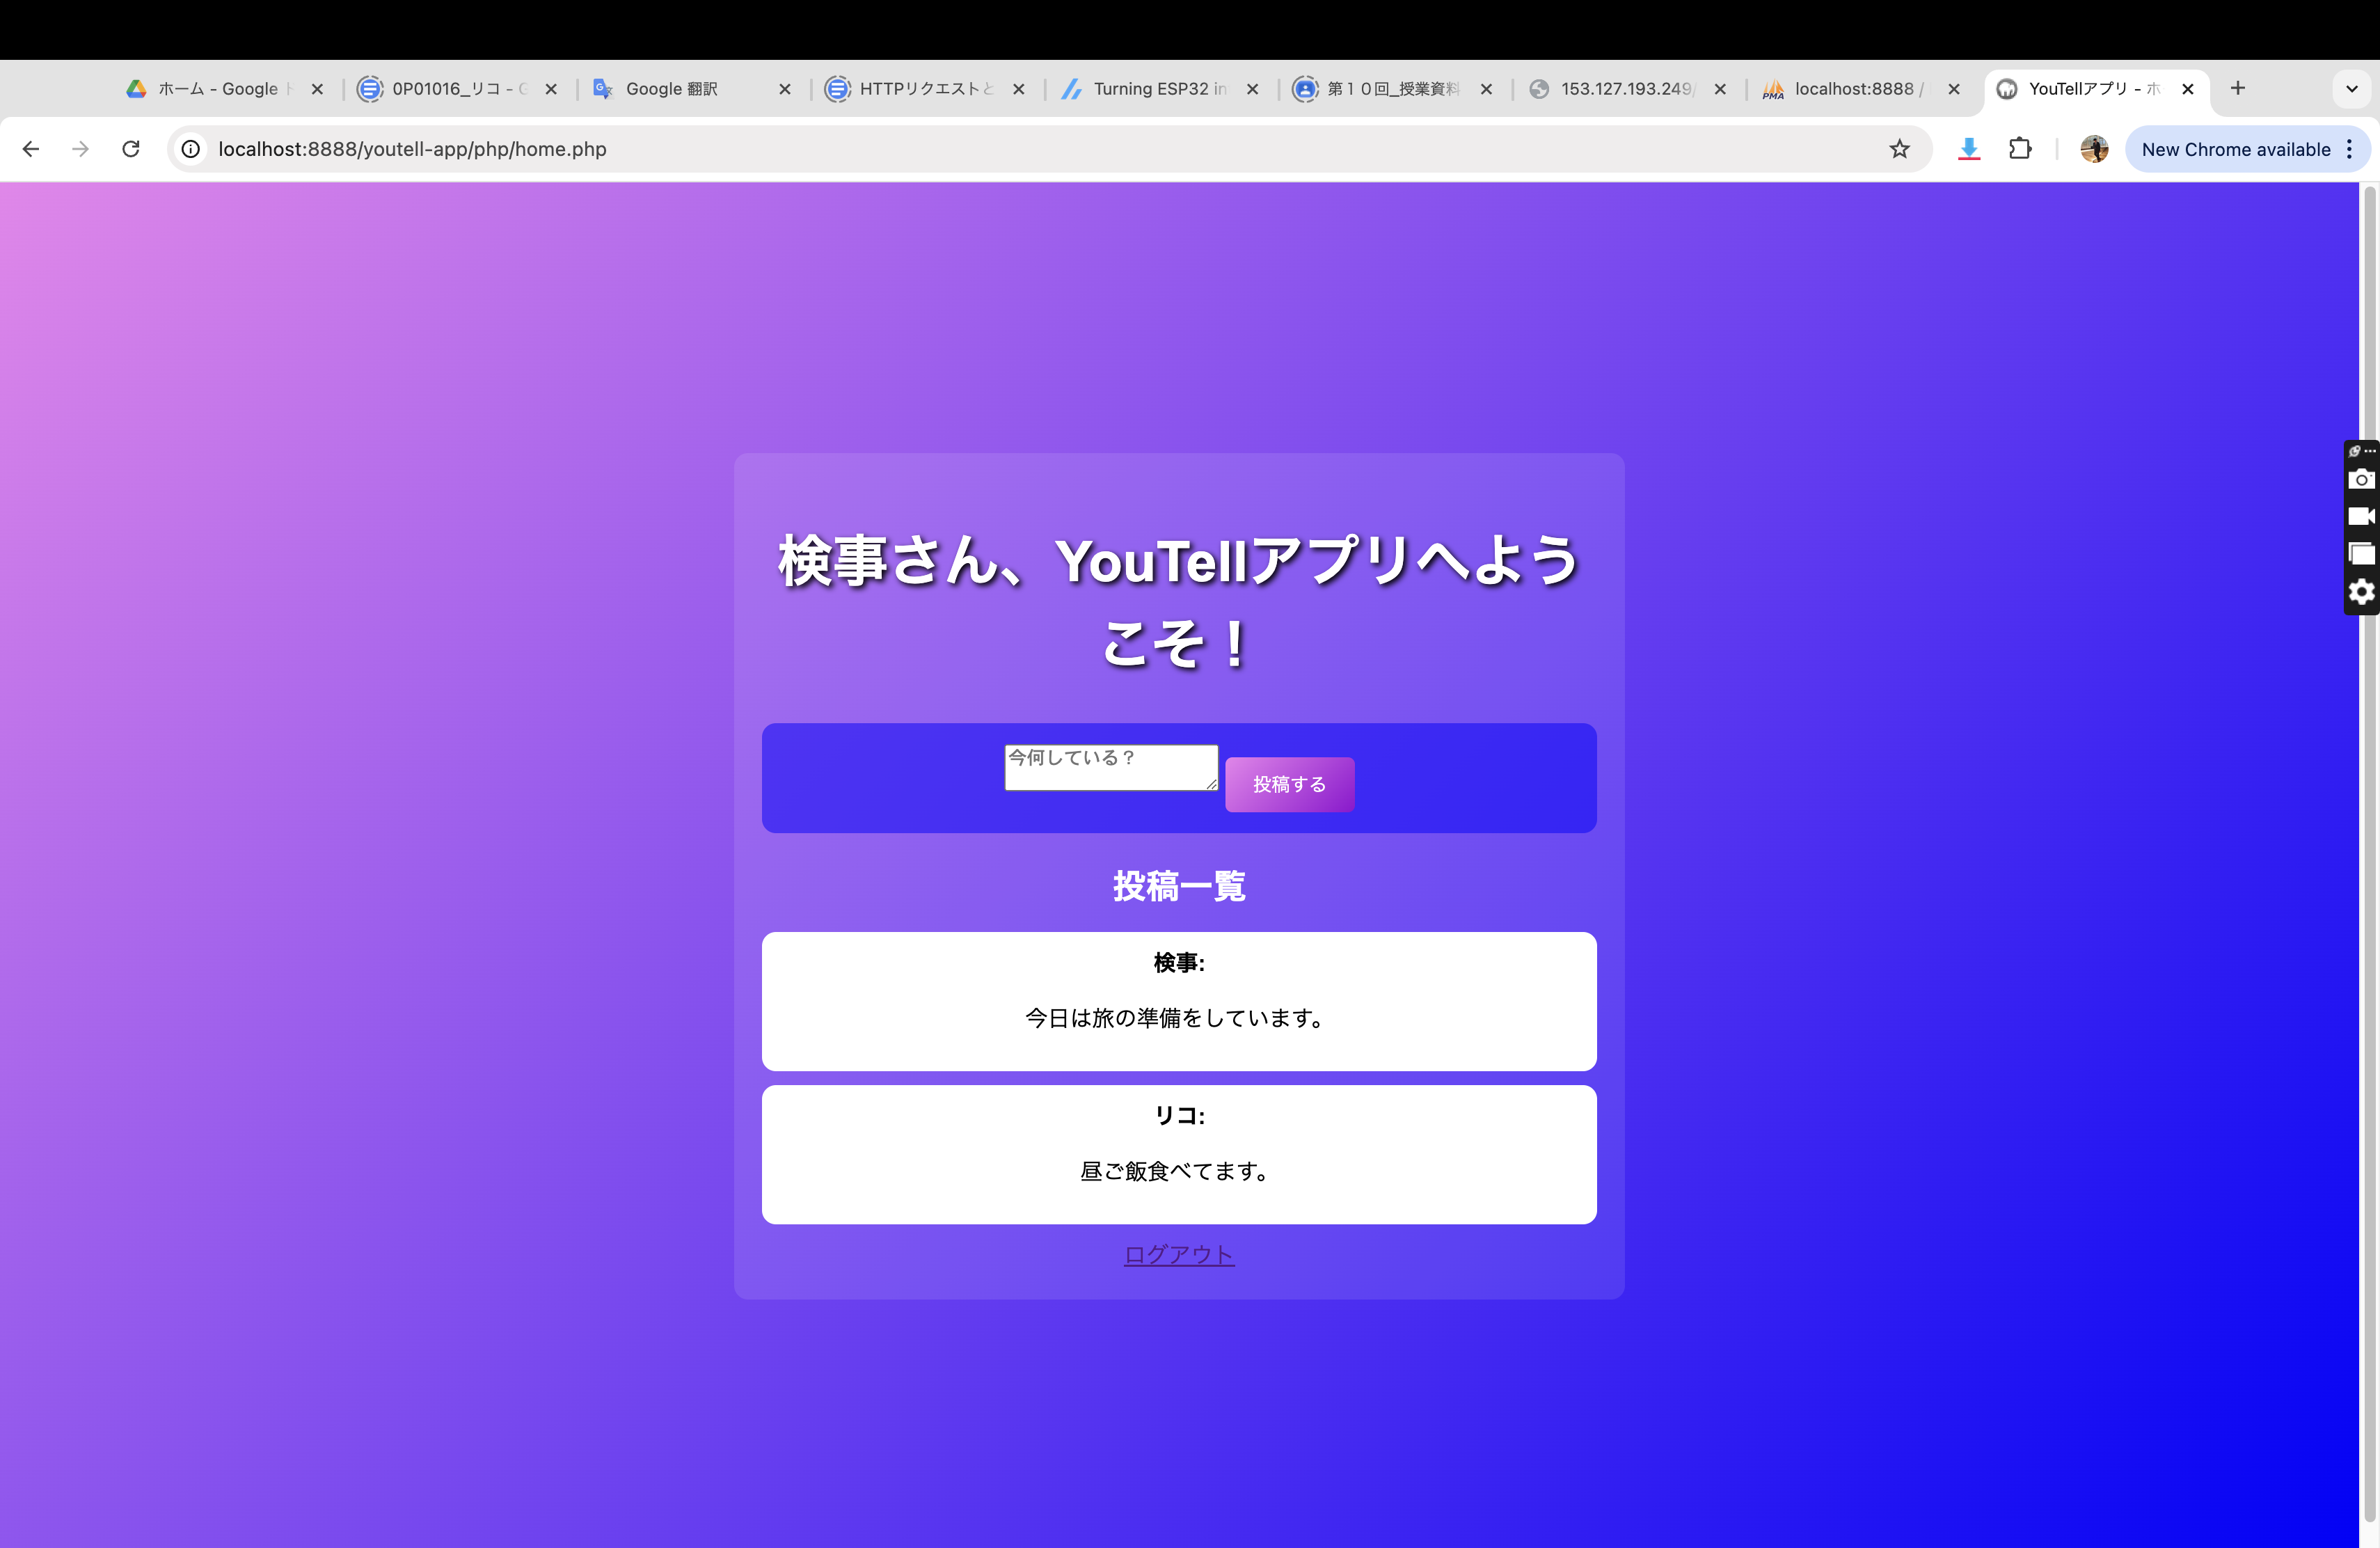 ホーム - Google
0P01016_リコ - G
Google 翻訳
HTTPリクエストと
Turning ESP32 in
第１０回_授業資料
153.127.193.249/
PMA
localhost:8888 /
YouTellアプリ - ホ
localhost:8888/youtell-app/php/home.php
New Chrome available
検事さん、YouTellアプリへよう
こそ！
今何している？
投稿する
投稿一覧
検事:
今日は旅の準備をしています。
リコ:
昼ご飯食べてます。
ログアウト